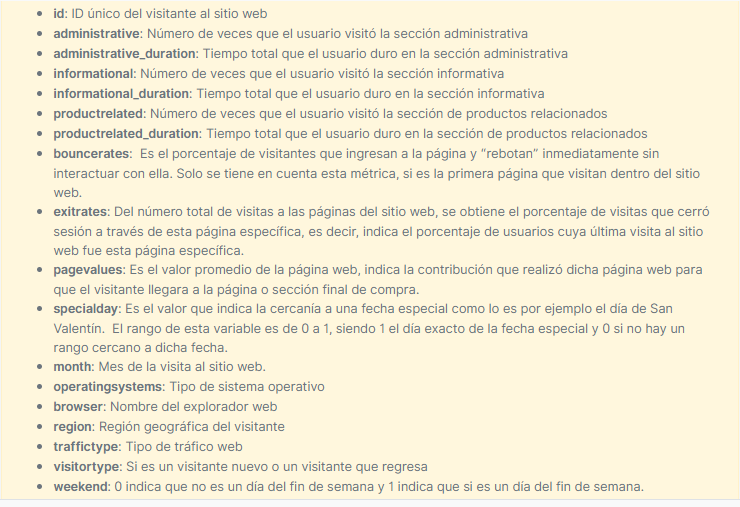 • id: ID único del visitante al sitio web
• administrative: Número de veces que el usuario visitó la sección administrativa
• administrative_duration: Tiempo total que el usuario duro en la sección administrativa
• informational: Número de veces que el usuario visitó la sección informativa
• informational_duration: Tiempo total que el usuario duro en la sección informativa
• productrelated: Número de veces que el usuario visitó la sección de productos relacionados
• productrelated_duration: Tiempo total que el usuario duro en la sección de productos relacionados
• bouncerates: Es el porcentaje de visitantes que ingresan a la página y “rebotan” inmediatamente sin
interactuar con ella. Solo se tiene en cuenta esta métrica, si es la primera página que visitan dentro del sitio
web.
• exitrates: Del número total de visitas a las páginas del sitio web, se obtiene el porcentaje de visitas que cerró
sesión a través de esta página específica, es decir, indica el porcentaje de usuarios cuya última visita al sitio
web fue esta página específica.
• pagevalues: Es el valor promedio de la página web, indica la contribución que realizó dicha página web para
que el visitante llegara a la página o sección final de compra.
• specialday: Es el valor que indica la cercanía a una fecha especial como lo es por ejemplo el día de San
Valentín. El rango de esta variable es de 0 a 1, siendo 1 el día exacto de la fecha especial y 0 si no hay un
rango cercano a dicha fecha.
• month: Mes de la visita al sitio web.
• operatingsystems: Tipo de sistema operativo
• browser: Nombre del explorador web
• region: Región geográfica del visitante
• traffictype: Tipo de tráfico web
• visitortype: Si es un visitante nuevo o un visitante que regresa
• weekend: 0 indica que no es un día del fin de semana y 1 indica que si es un día del fin de semana.